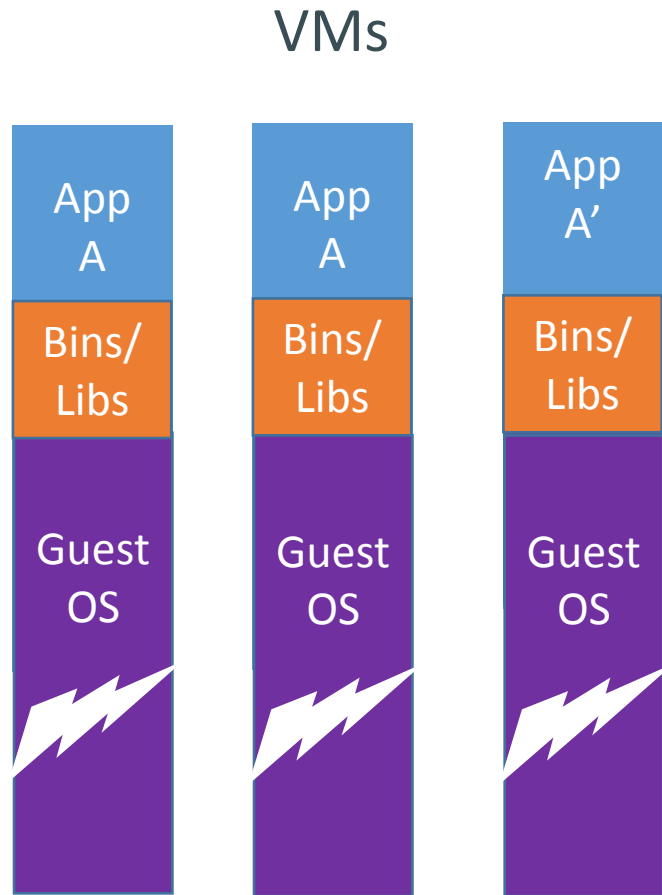 VMs
App
A
Bins/
Libs
Guest
OS
App
A
Bins/
Libs
Guest
OS
App
A’
Bins/
Libs
Guest
OS